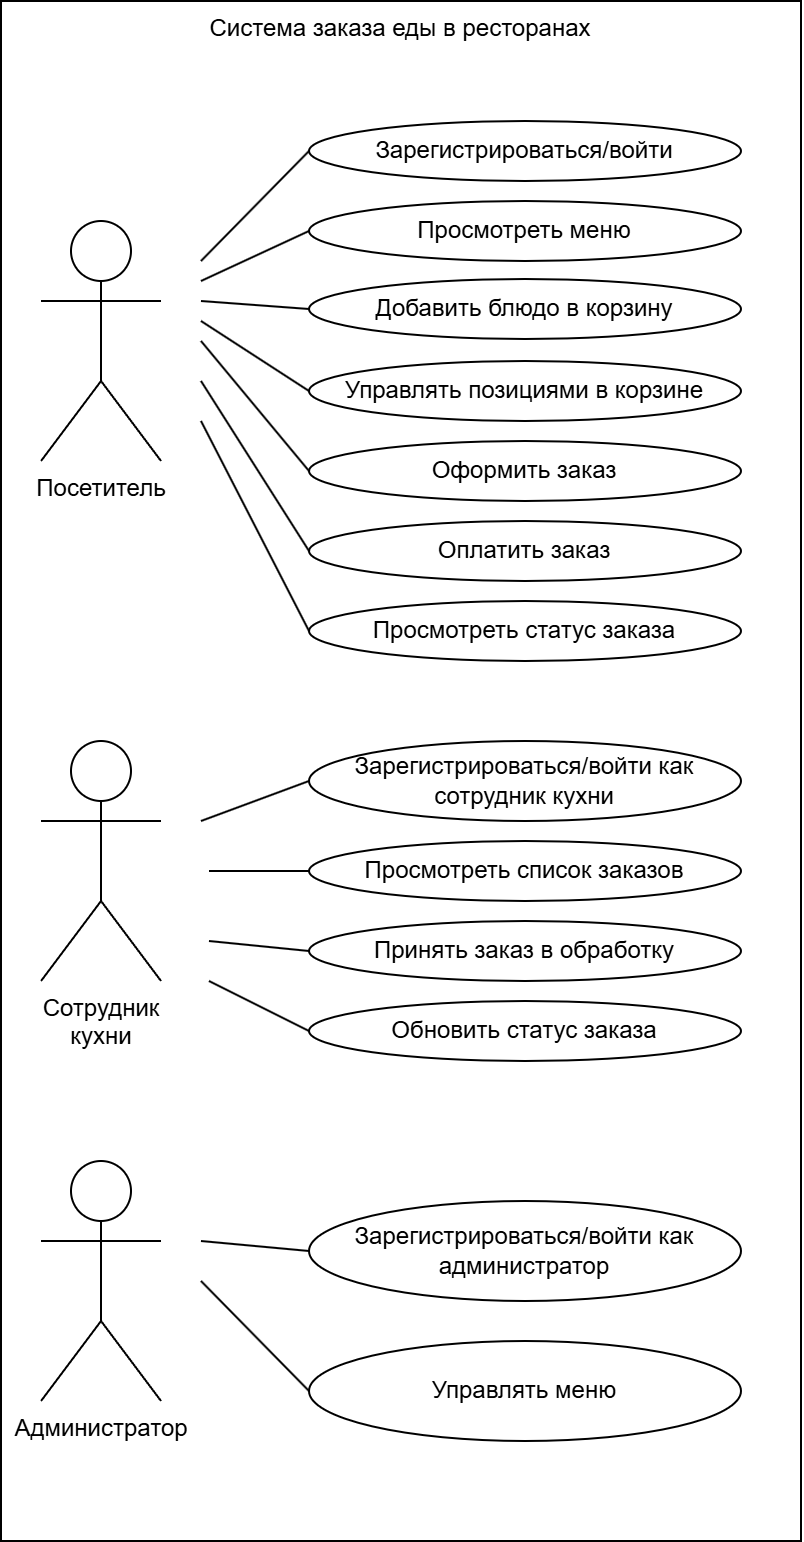 Система заказа еды в ресторанах
Зарегистрироваться/войти
Просмотреть меню
Добавить блюдо в корзину
Управлять позициями в корзине
Оформить заказ
Посетитель
Оплатить заказ
Просмотреть статус заказа
Зарегистрироваться/войти как
сотрудник кухни
Просмотреть список заказов
Принять заказ в обработку
Сотрудник
кухни
Обновить статус заказа
Зарегистрироваться/войти как
администратор
Управлять меню
Администратор